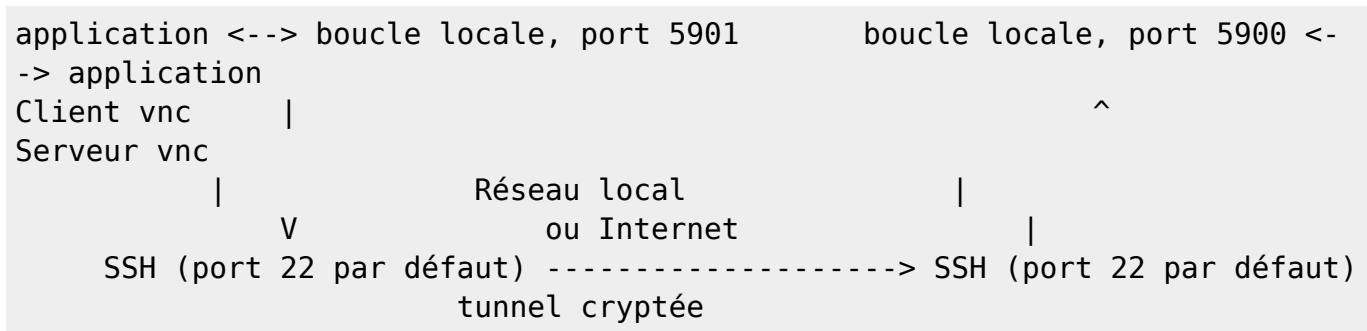 application <--> boucle locale, port 5901        boucle locale, port 5900 <-
-> application
Client vnc     |                                              ^
Serveur vnc
           |              Réseau local               |
               V              ou Internet                |
     SSH (port 22 par défaut) --------------------> SSH (port 22 par défaut)
                         tunnel cryptée